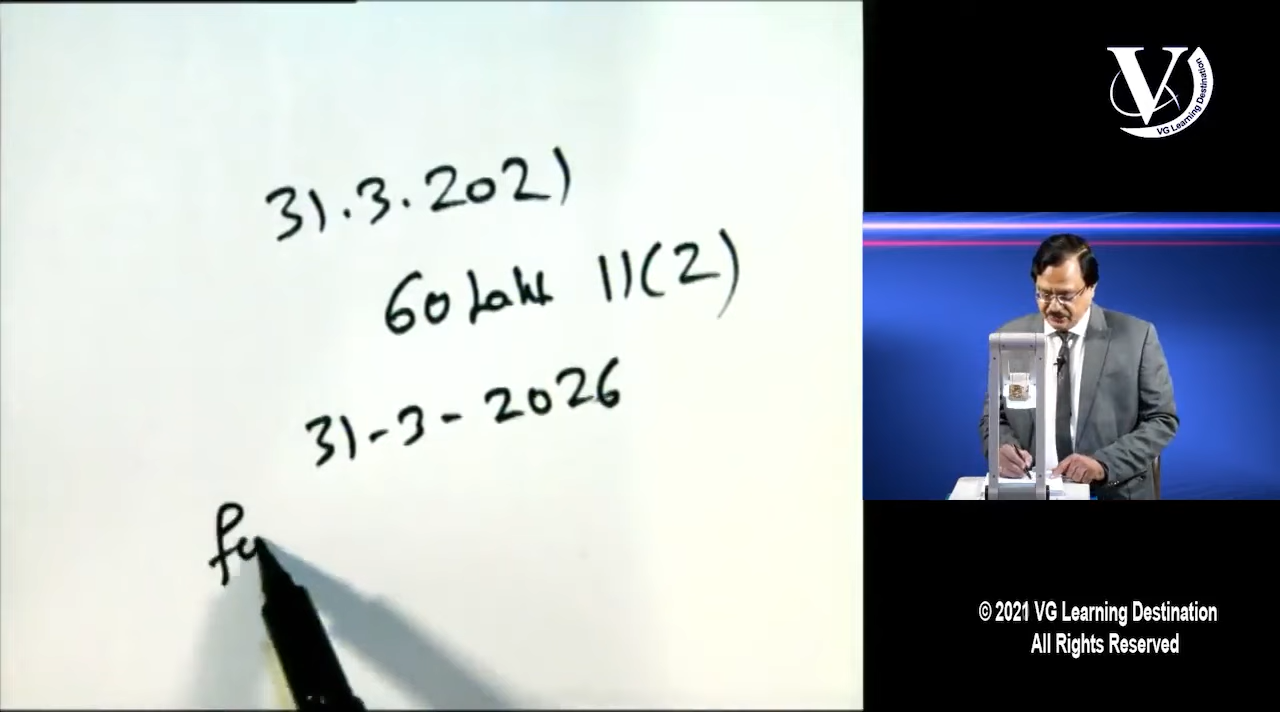 31.3.2021
60 Lakh 11(2)
31-3-2026
V
VG Learning Destination
© 2021 VG Learning Destination
All Rights Reserved